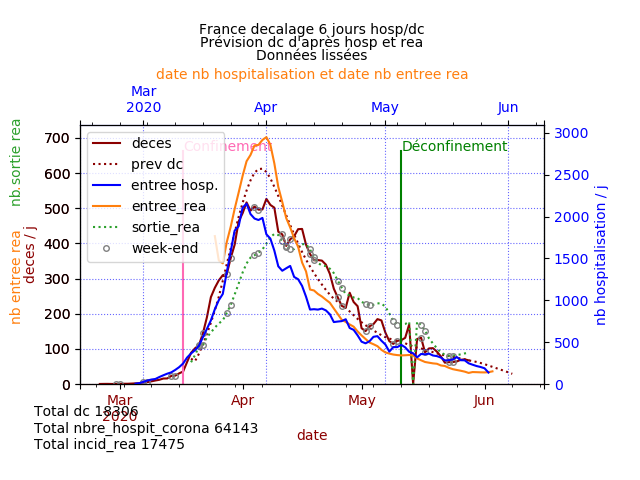 France decalage 6 jours hosp/dc
Prévision dc d'après hosp et rea
Données lissées
date nb hospitalisation et date nb entree rea
Mar
2020
Apr
May
Jun
nb.sortie rea
nb entree rea
deces / j
700
600
500
400
300
200
100
0
deces
prev dc
entree hosp.
entree_rea
sortie_rea
week-end
Confinement
Déconfinement
3000
2500
2000
1500
1000
500
0
nb hospitalisation / j
Mar
2020
Apr
May
Jun
date
Total dc 18306
Total nbre_hospit_corona 64143
Total incid_rea 17475